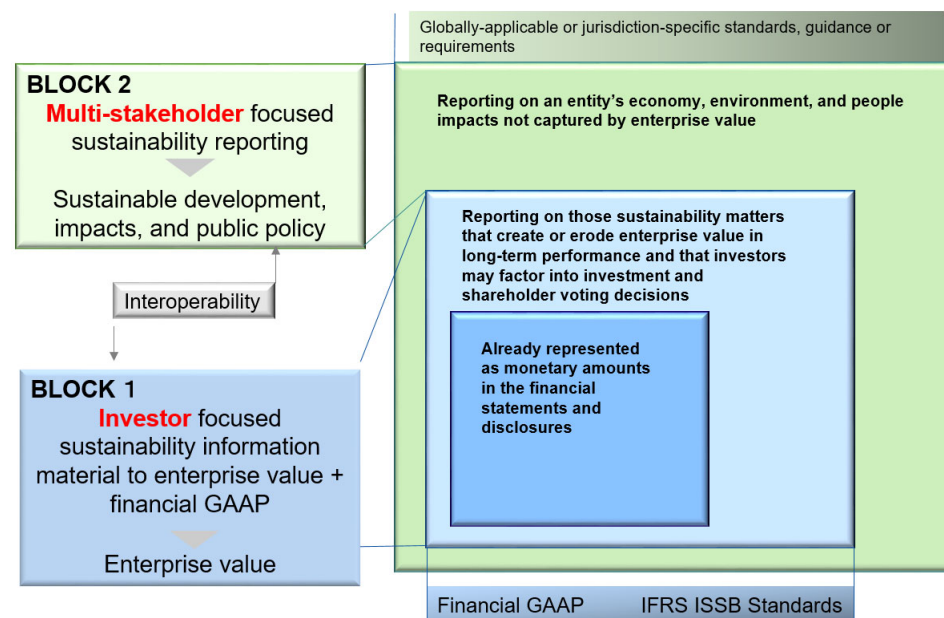 Globally-applicable or jurisdiction-specific standards, guidance or
requirements
BLOCK 2
Multi-stakeholder focused
sustainability reporting
Sustainable development,
impacts, and public policy
Interoperability
BLOCK 1
Investor focused
sustainability information
material to enterprise value +
financial GAAP
Enterprise value
Reporting on an entity’s economy, environment, and people
impacts not captured by enterprise value
Reporting on those sustainability matters
that create or erode enterprise value in
long-term performance and that investors
may factor into investment and
shareholder voting decisions
Already represented
as monetary amounts
in the financial
statements and
disclosures
Financial GAAP
IFRS ISSB Standards